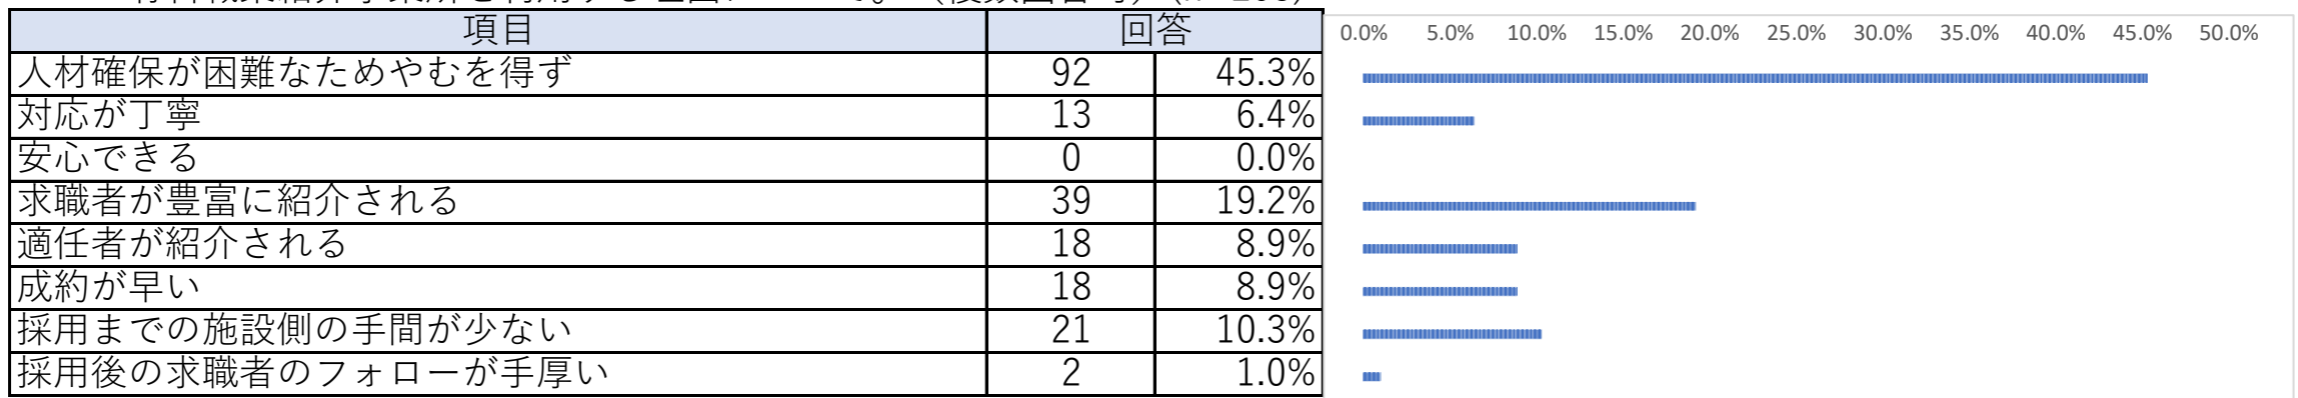 項目 回答
人材確保が困難なためやむを得ず 92 45.3%
対応が丁寧 13 6.4%
安心できる 0 0.0%
求職者が豊富に紹介される 39 19.2%
適任者が紹介される 18 8.9%
成約が早い 18 8.9%
採用までの施設側の手間が少ない 21 10.3%
採用後の求職者のフォローが手厚い 2 1.0%
0.0% 5.0% 10.0% 15.0% 20.0% 25.0% 30.0% 35.0% 40.0% 45.0% 50.0%